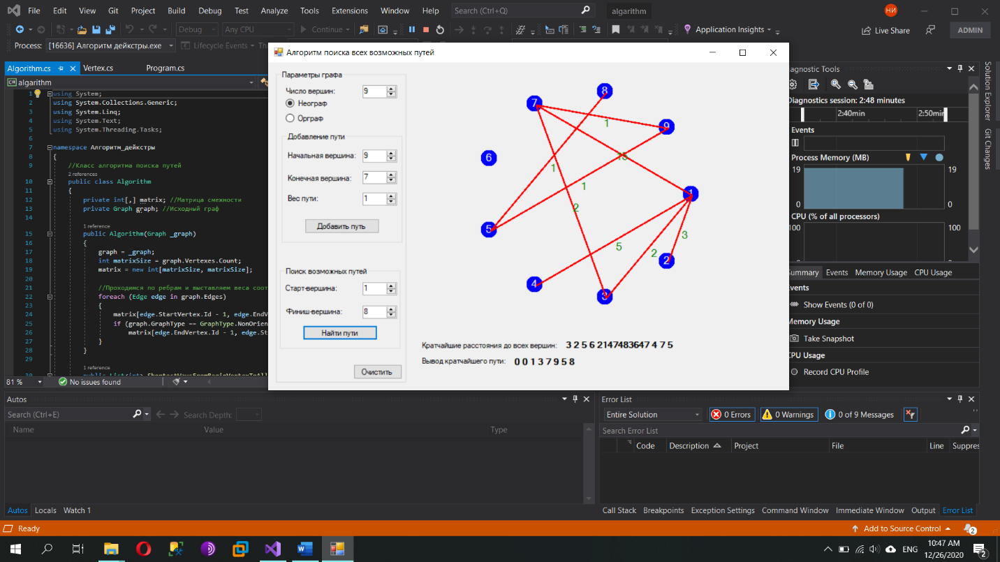 File Edit View Git Project Build Debug Test Analyze Tools Extensions Window Help Search (Ctrl+Q) algorithm НИ
Debug Any CPU Continue Application Insights Live Share ADMIN
Process: [16636] Алгоритм дейкстры.exe Lifecycle Events
Algorithm.cs Vertex.cs Program.cs
algorithm
1 using System;
2 using System.Collections.Generic;
3 using System.Linq;
4 using System.Text;
5 using System.Threading.Tasks;
6
7 namespace Алгоритм_дейкстры
8 {
9 //Класс алгоритма поиска путей
2 references
10 public class Algorithm
11 {
12 private int[,] matrix; //Матрица смежности
13 private Graph graph; //Исходный граф
14
1 reference
15 public Algorithm(Graph _graph)
16 {
17 graph = _graph;
18 int matrixSize = graph.Vertexes.Count;
19 matrix = new int[matrixSize, matrixSize];
20
21 //Проходимся по ребрам и выставляем веса соот
22 foreach (Edge edge in graph.Edges)
23 {
24 matrix[edge.StartVertex.Id - 1, edge.EndV
25 if (graph.GraphType == GraphType.NonOrien
26 matrix[edge.EndVertex.Id - 1, edge.St
27 }
28 }
29
1 reference
81 % No issues found
Алгоритм поиска всех возможных путей
Параметры графа
Число вершин: 9
Неограф
Орграф
Добавление пути
Начальная вершина: 9
Конечная вершина: 7
Вес пути: 1
Добавить путь
Поиск возможных путей
Старт-вершина: 1
Финиш-вершина: 8
Найти пути
Очистить
8
7
1
9
6
15
1
1
1
2
5
3
5
2
2
4
3
Кратчайшие расстояния до всех вершин: 3 2 5 6 2147483647 4 7 5
Вывод кратчайшего пути: 0 0 1 3 7 9 5 8
agnostic Tools
Diagnostics session: 2:48 minutes
2:40min 2:50min
Events
Process Memory (MB)
19 19
0 0
CPU (% of all processors)
100 100
Summary Events Memory Usage CPU Usage
Events
Show Events (0 of 0)
Memory Usage
Take Snapshot
CPU Usage
Record CPU Profile
Solution Explorer
Git Changes
Autos
Search (Ctrl+E) Search Depth:
Name Value Type
Autos Locals Watch 1
Error List
Entire Solution 0 Errors 0 Warnings 0 of 9 Messages
Search Error List
Code Description Project File Line Suppres
Call Stack Breakpoints Exception Settings Command Window Immediate Window Output Error List
Ready Add to Source Control 2
ENG 10:47 AM
12/26/2020 2